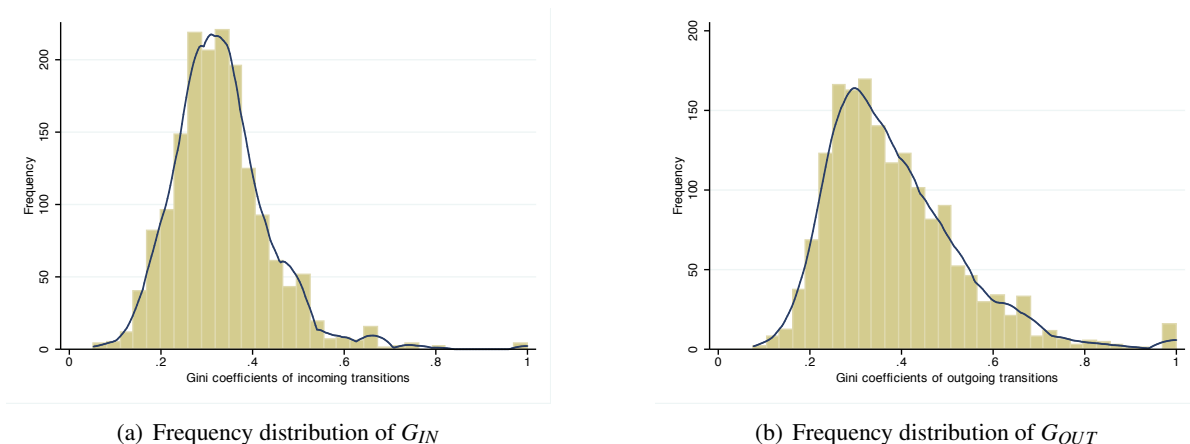 Frequency
200
150
100
50
0
0 .2 .4 .6 .8 1
Gini coefficients of incoming transitions
(a) Frequency distribution of G_IN
Frequency
200
150
100
50
0
0 .2 .4 .6 .8 1
Gini coefficients of outgoing transitions
(b) Frequency distribution of G_OUT